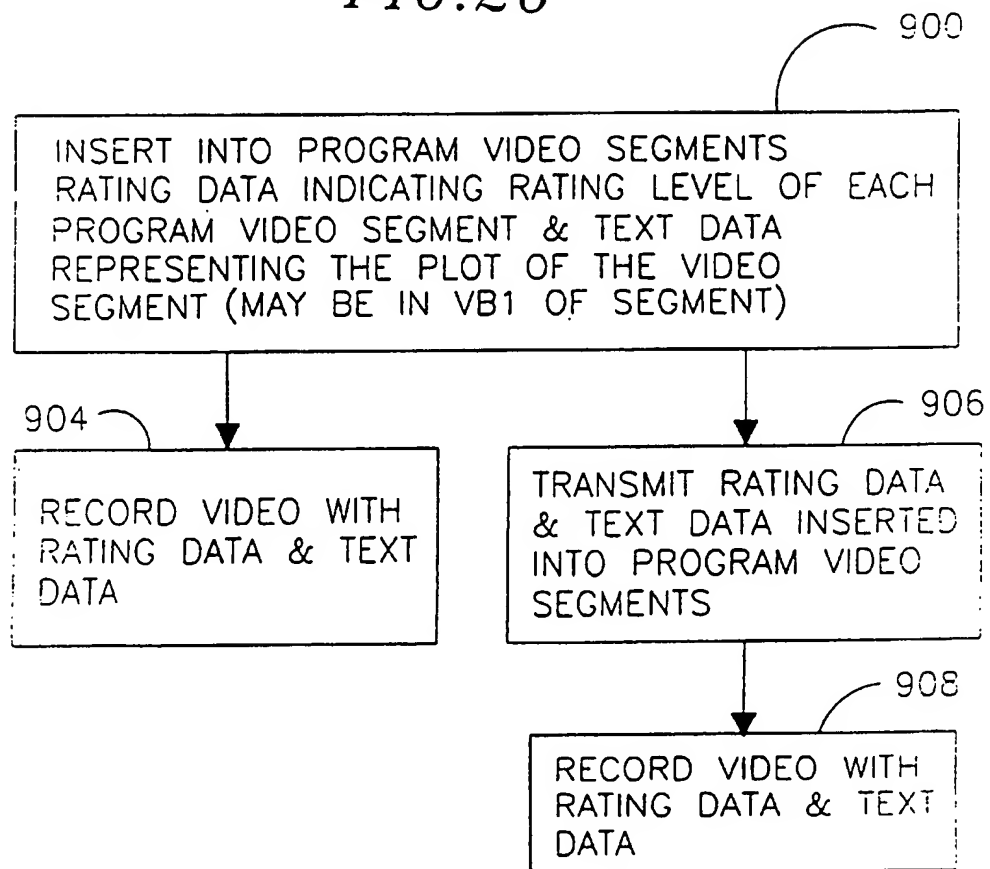 900
INSERT INTO PROGRAM VIDEO SEGMENTS
RATING DATA INDICATING RATING LEVEL OF EACH
PROGRAM VIDEO SEGMENT & TEXT DATA
REPRESENTING THE PLOT OF THE VIDEO
SEGMENT (MAY BE IN VB1 OF SEGMENT)
904
RECORD VIDEO WITH
RATING DATA & TEXT
DATA
906
TRANSMIT RATING DATA
& TEXT DATA INSERTED
INTO PROGRAM VIDEO
SEGMENTS
908
RECORD VIDEO WITH
RATING DATA & TEXT
DATA